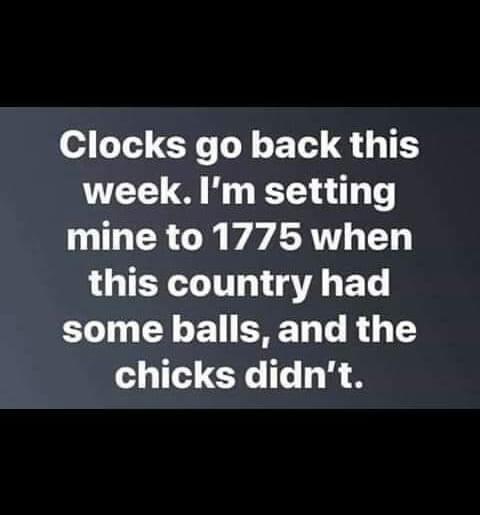 Clocks go back this
week. I'm setting
mine to 1775 when
this country had
some balls, and the
chicks didn't.